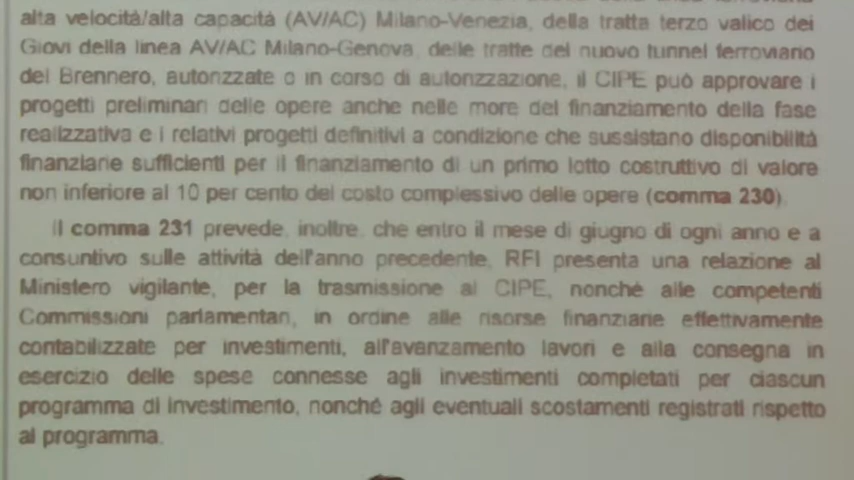 alta velocità/alta capacità (AV/AC) Milano-Venezia, della tratta terzo valico dei
Giovi della linea AV/AC Milano-Genova, delle tratte del nuovo tunnel ferroviario
del Brennero, autorizzate o in corso di autorizzazione, il CIPE può approvare i
progetti preliminari delle opere anche nelle more del finanziamento della fase
realizzativa e i relativi progetti definitivi a condizione che sussistano disponibilità
finanziarie sufficienti per il finanziamento di un primo lotto costruttivo di valore
non inferiore al 10 per cento del costo complessivo delle opere (comma 230).
Il comma 231 prevede, inoltre, che entro il mese di giugno di ogni anno e a
consuntivo sulle attività dell'anno precedente, RFI presenta una relazione al
Ministero vigilante, per la trasmissione al CIPE, nonché alle competenti
Commissioni parlamentari, in ordine alle risorse finanziarie effettivamente
contabilizzate per investimenti, all'avanzamento lavori e alla consegna in
esercizio delle spese connesse agli investimenti completati per ciascun
programma di investimento, nonché agli eventuali scostamenti registrati rispetto
al programma.